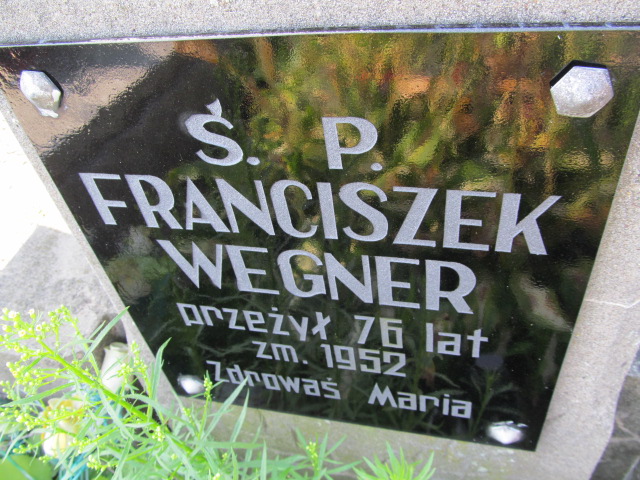 Ś. P.
FRANCISZEK
WEGNER
przeżył 76 lat
zm. 1952
Zdrowaś Maria